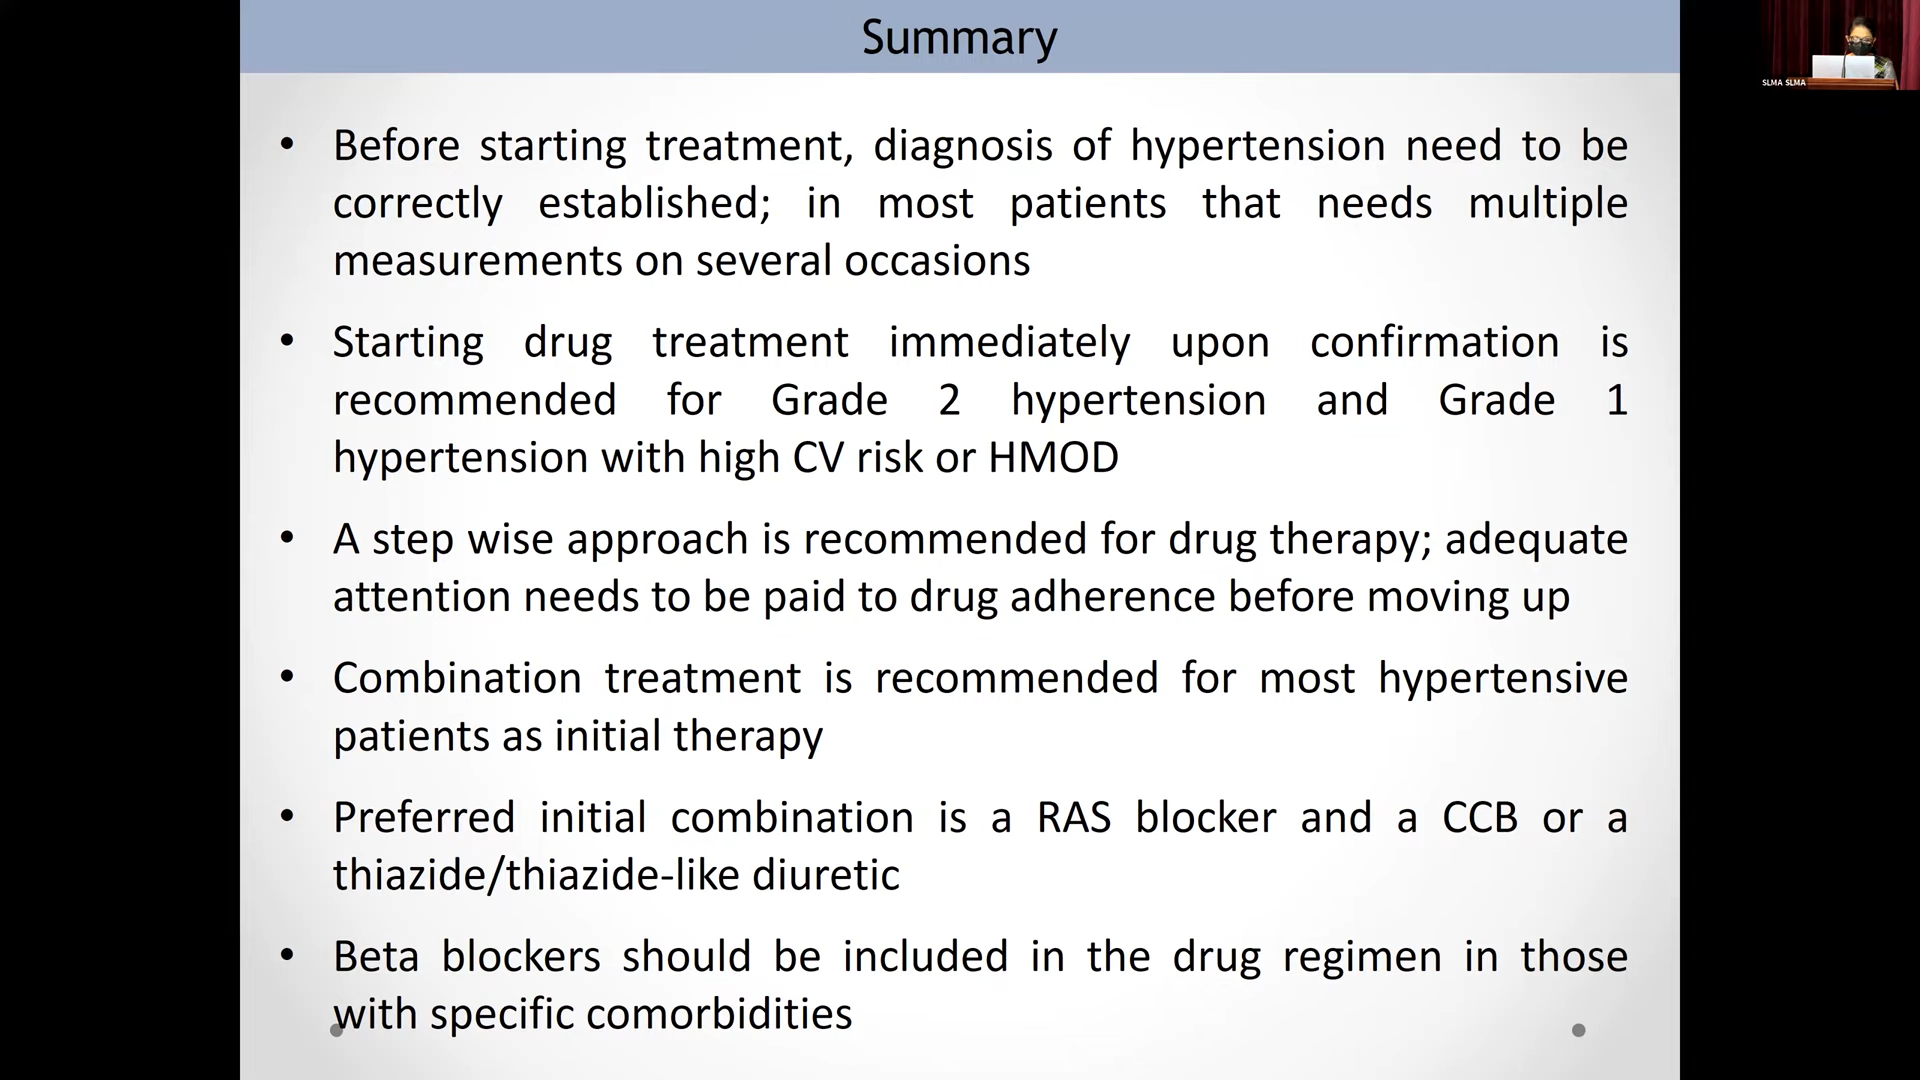 Summary
SLMA SLMA
• Before starting treatment, diagnosis of hypertension need to be
correctly established; in most patients that needs multiple
measurements on several occasions
• Starting drug treatment immediately upon confirmation is
recommended for Grade 2 hypertension and Grade 1
hypertension with high CV risk or HMOD
• A step wise approach is recommended for drug therapy; adequate
attention needs to be paid to drug adherence before moving up
• Combination treatment is recommended for most hypertensive
patients as initial therapy
• Preferred initial combination is a RAS blocker and a CCB or a
thiazide/thiazide-like diuretic
• Beta blockers should be included in the drug regimen in those
with specific comorbidities